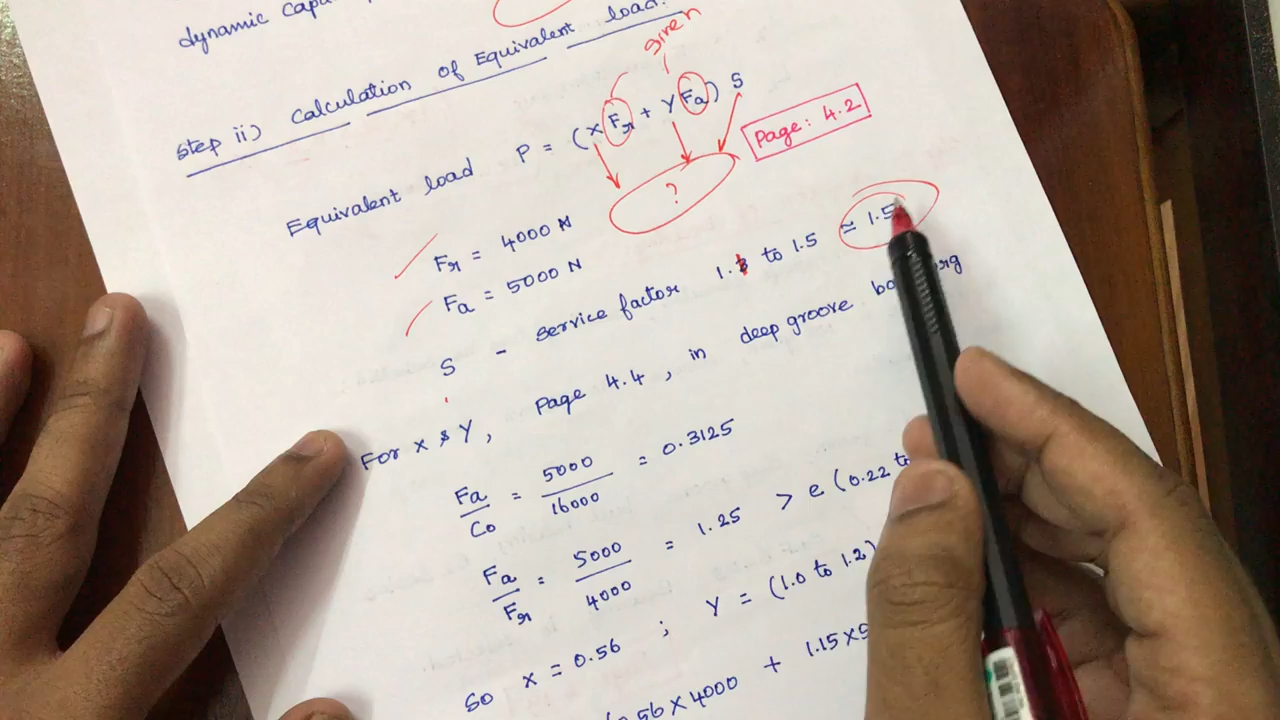 dynamic
Step ii) Calculation of Equivalent load.
given
Equivalent load P = (X Fr + Y Fa) S
Page: 4.2
?
Fr = 4000 N
Fa = 5000 N
S - Service factor 1. to 1.5 ≃ 1.5
For X & Y, Page 4.4, in deep groove
Fa/Co = 5000/16000 = 0.3125
Fa/Fr = 5000/4000 = 1.25 > e (0.22 to
So x = 0.56 ; Y = (1.0 to 1.2)
0.56 X 4000 + 1.15 X 5